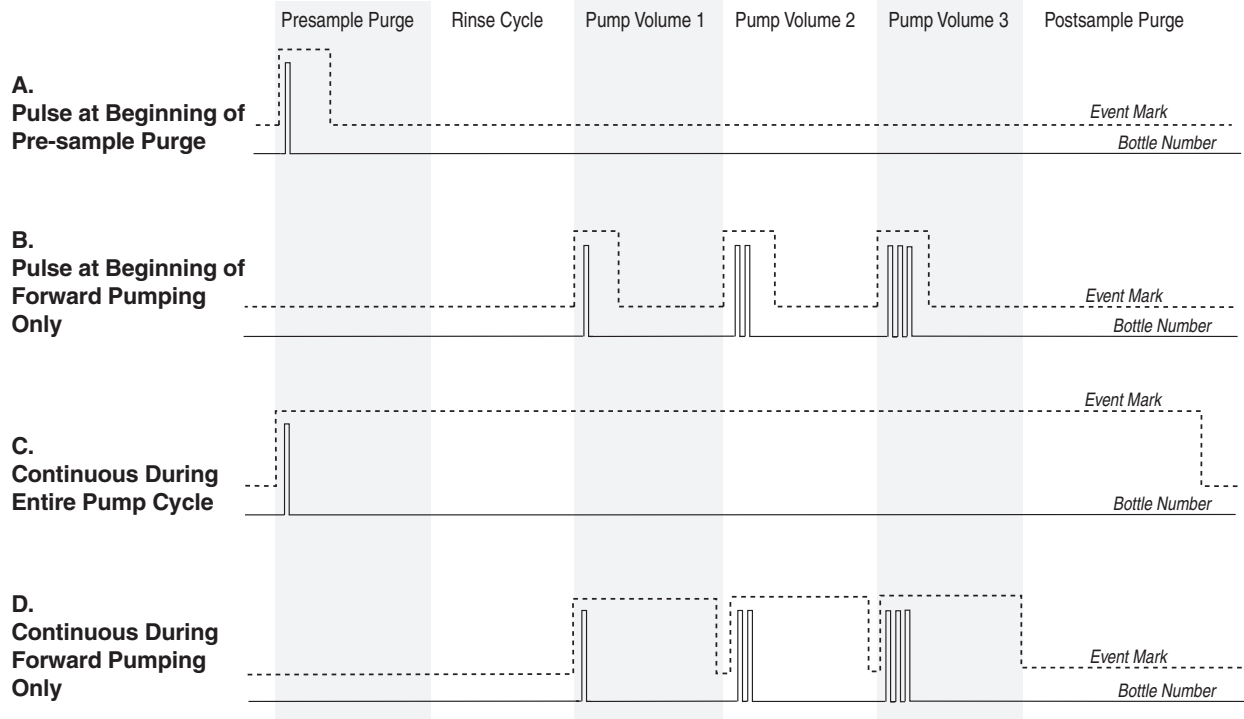 Presample Purge Rinse Cycle Pump Volume 1 Pump Volume 2 Pump Volume 3 Postsample Purge
A.
Pulse at Beginning of
Pre-sample Purge
Event Mark
Bottle Number
B.
Pulse at Beginning of
Forward Pumping
Only
Event Mark
Bottle Number
C.
Continuous During
Entire Pump Cycle
Event Mark
Bottle Number
D.
Continuous During
Forward Pumping
Only
Event Mark
Bottle Number